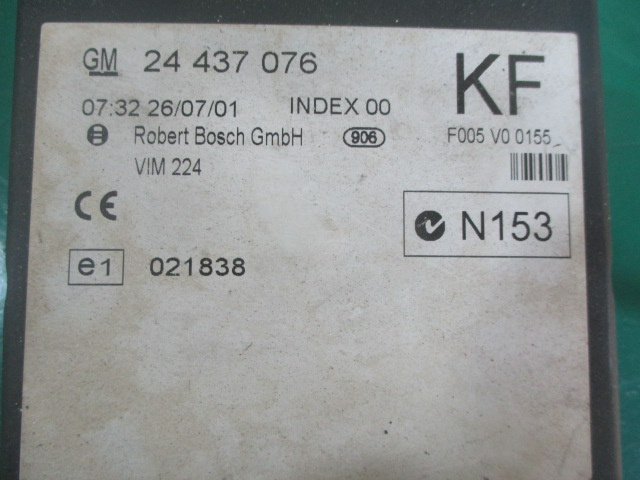 GM 24 437 076
KF
07:32 26/07/01 INDEX 00
Robert Bosch GmbH 906 F005 V0 0155
VIM 224
CE
N153
e1 021838